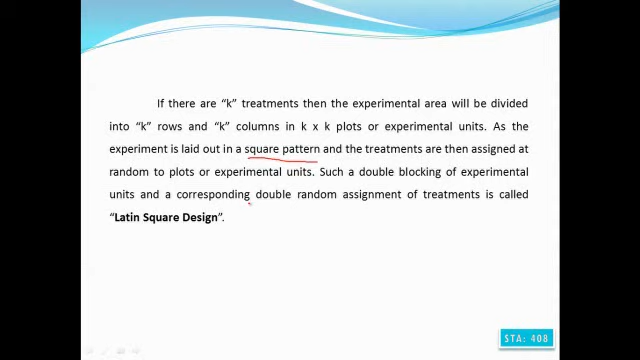 If there are “k” treatments then the experimental area will be divided
into “k” rows and “k” columns in k x k plots or experimental units. As the
experiment is laid out in a square pattern and the treatments are then assigned at
random to plots or experimental units. Such a double blocking of experimental
units and a corresponding double random assignment of treatments is called
“Latin Square Design”.
STA: 408